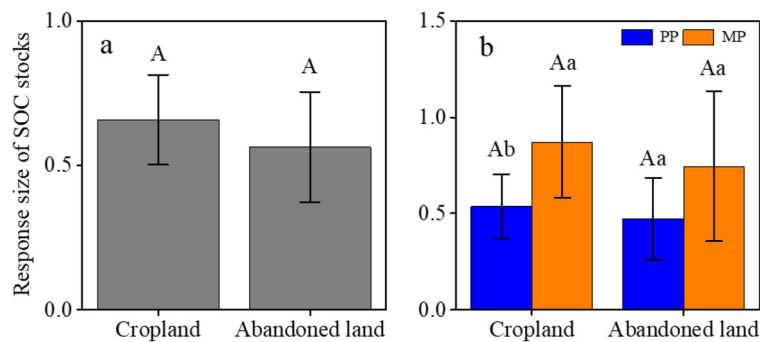 Response size of SOC stocks
1.0
0.5
0.0
a
A
A
Cropland
Abandoned land
1.5
1.0
0.5
0.0
b
PP
MP
Ab
Aa
Aa
Aa
Cropland
Abandoned land